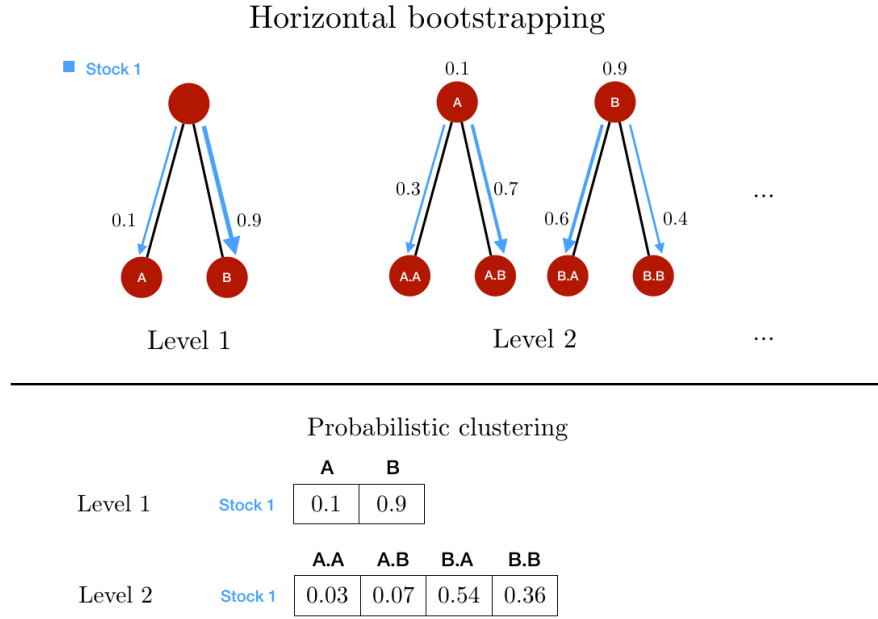 Horizontal bootstrapping
Stock 1
0.1 0.9
A B
0.3 0.7 0.6 0.4
0.1 0.9
A B A.A A.B B.A B.B
...
Level 1 Level 2 ...
Probabilistic clustering
A B
Level 1 Stock 1 0.1 0.9
A.A A.B B.A B.B
Level 2 Stock 1 0.03 0.07 0.54 0.36